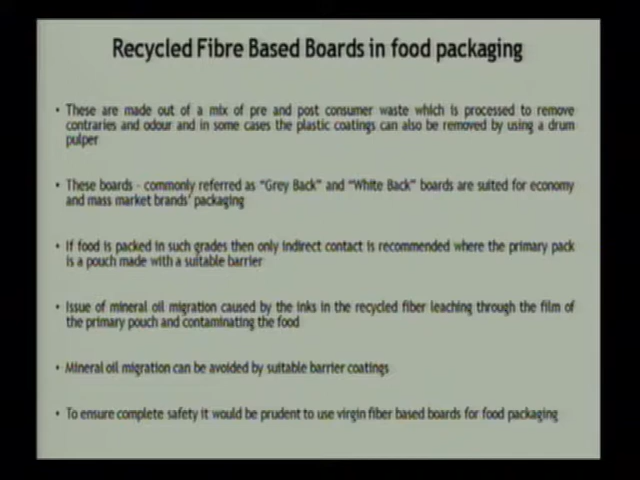 Recycled Fibre Based Boards in food packaging
• These are made out of a mix of pre and post consumer waste which is processed to remove
contraries and odour and in some cases the plastic coatings can also be removed by using a drum
pulper
• These boards - commonly referred as "Grey Back" and "White Back" boards are suited for economy
and mass market brands' packaging
• If food is packed in such grades then only indirect contact is recommended where the primary pack
is a pouch made with a suitable barrier
• Issue of mineral oil migration caused by the inks in the recycled fiber leaching through the film of
the primary pouch and contaminating the food
• Mineral oil migration can be avoided by suitable barrier coatings
• To ensure complete safety it would be prudent to use virgin fiber based boards for food packaging